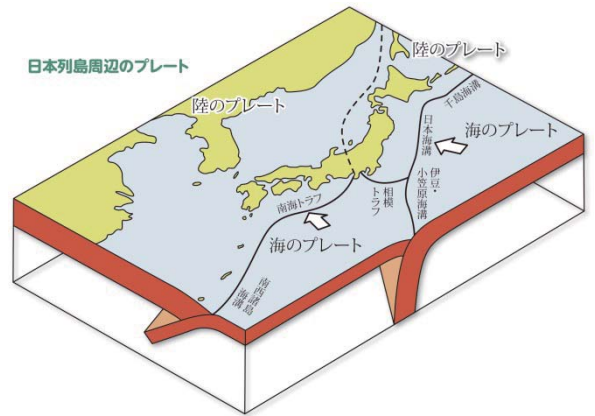 日本列島周辺のプレート
陸のプレート
陸のプレート
千島海溝
日本海溝
海のプレート
伊豆・
小笠原海溝
相模
トラフ
南海トラフ
海のプレート
南西諸島
海溝